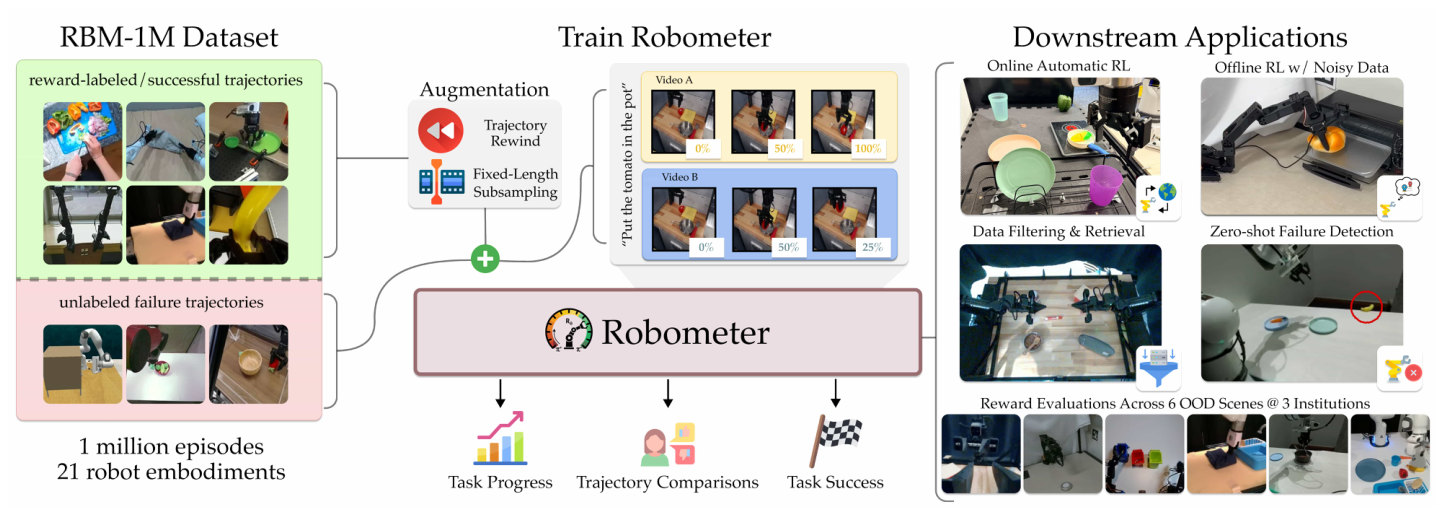 RBM-1M Dataset
reward-labeled/successful trajectories
unlabeled failure trajectories
1 million episodes
21 robot embodiments
Augmentation
Trajectory
Rewind
Fixed-Length
Subsampling
Train Robometer
"Put the tomato in the pot"
Video A
0%
50%
100%
Video B
0%
50%
25%
Robometer
Task Progress
Trajectory Comparisons
Task Success
Downstream Applications
Online Automatic RL
Offline RL w/ Noisy Data
Data Filtering & Retrieval
Zero-shot Failure Detection
Reward Evaluations Across 6 OOD Scenes @ 3 Institutions